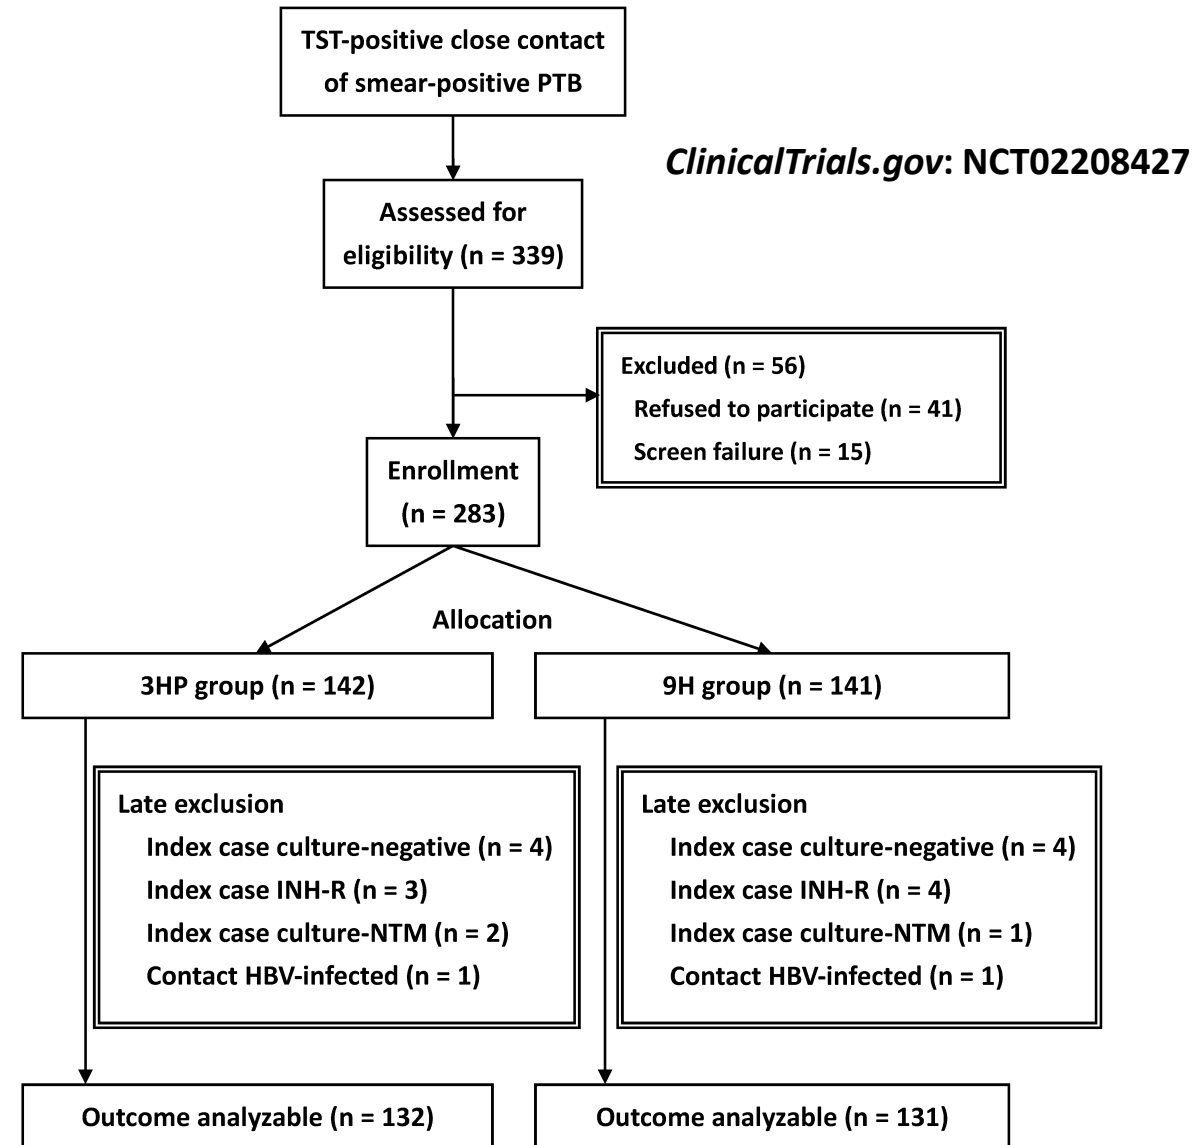 TST-positive close contact
of smear-positive PTB
ClinicalTrials.gov: NCT02208427
Assessed for
eligibility (n = 339)
Excluded (n = 56)
Refused to participate (n = 41)
Screen failure (n = 15)
Enrollment
(n = 283)
Allocation
3HP group (n = 142)
9H group (n = 141)
Late exclusion
Index case culture-negative (n = 4)
Index case INH-R (n = 3)
Index case culture-NTM (n = 2)
Contact HBV-infected (n = 1)
Late exclusion
Index case culture-negative (n = 4)
Index case INH-R (n = 4)
Index case culture-NTM (n = 1)
Contact HBV-infected (n = 1)
Outcome analyzable (n = 132)
Outcome analyzable (n = 131)